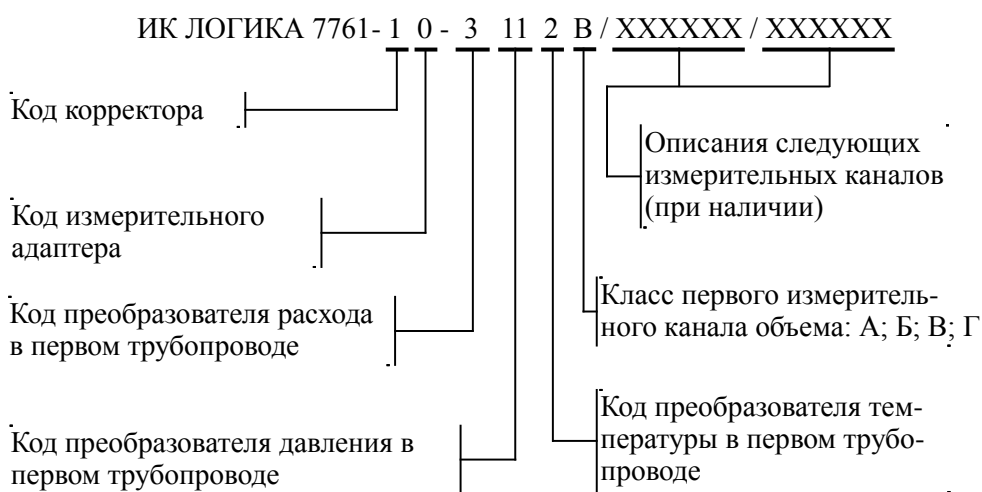 ИК ЛОГИКА 7761- 1 0 - 3 11 2 В / XXXXXX / XXXXXX
Код корректора
Описания следующих
измерительных каналов
(при наличии)
Код измерительного
адаптера
Класс первого измеритель-
ного канала объема: А; Б; В; Г
Код преобразователя расхода
в первом трубопроводе
Код преобразователя тем-
пературы в первом трубо-
проводе
Код преобразователя давления в
первом трубопроводе